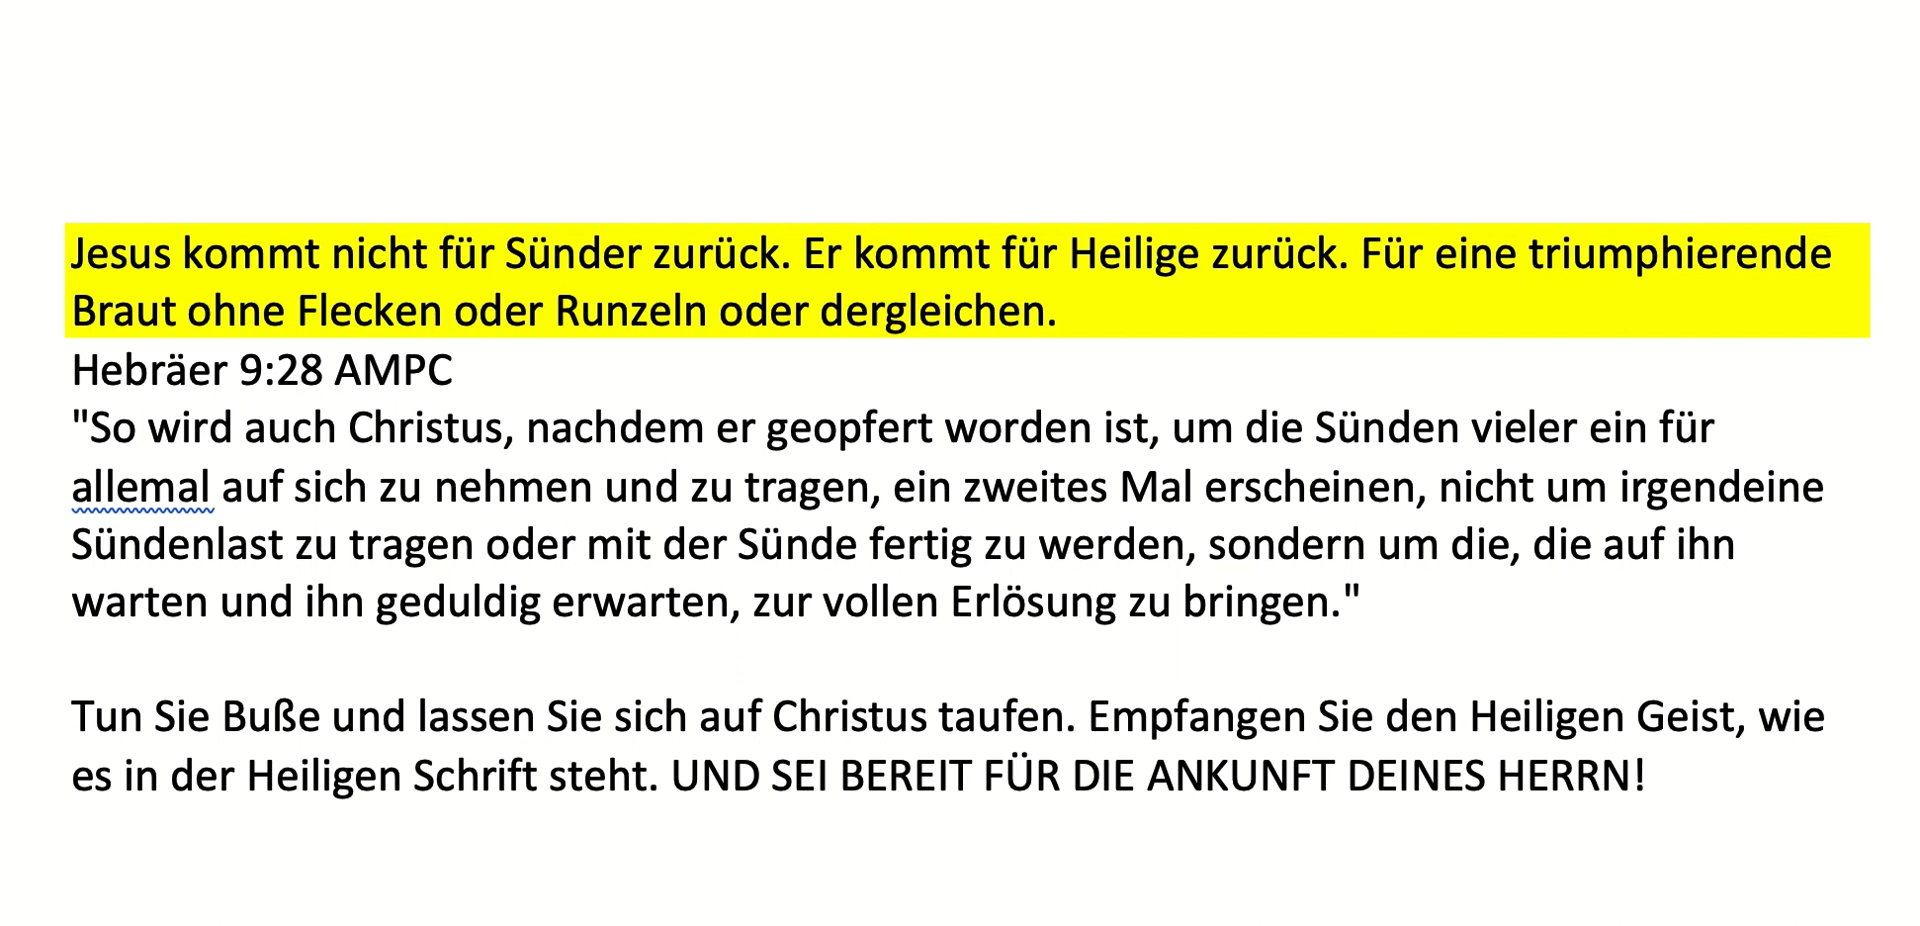 Jesus kommt nicht für Sünder zurück. Er kommt für Heilige zurück. Für eine triumphierende
Braut ohne Flecken oder Runzeln oder dergleichen.
Hebräer 9:28 AMPC
"So wird auch Christus, nachdem er geopfert worden ist, um die Sünden vieler ein für
allemal auf sich zu nehmen und zu tragen, ein zweites Mal erscheinen, nicht um irgendeine
Sündenlast zu tragen oder mit der Sünde fertig zu werden, sondern um die, die auf ihn
warten und ihn geduldig erwarten, zur vollen Erlösung zu bringen."
Tun Sie Buße und lassen Sie sich auf Christus taufen. Empfangen Sie den Heiligen Geist, wie
es in der Heiligen Schrift steht. UND SEI BEREIT FÜR DIE ANKUNFT DEINES HERRN!